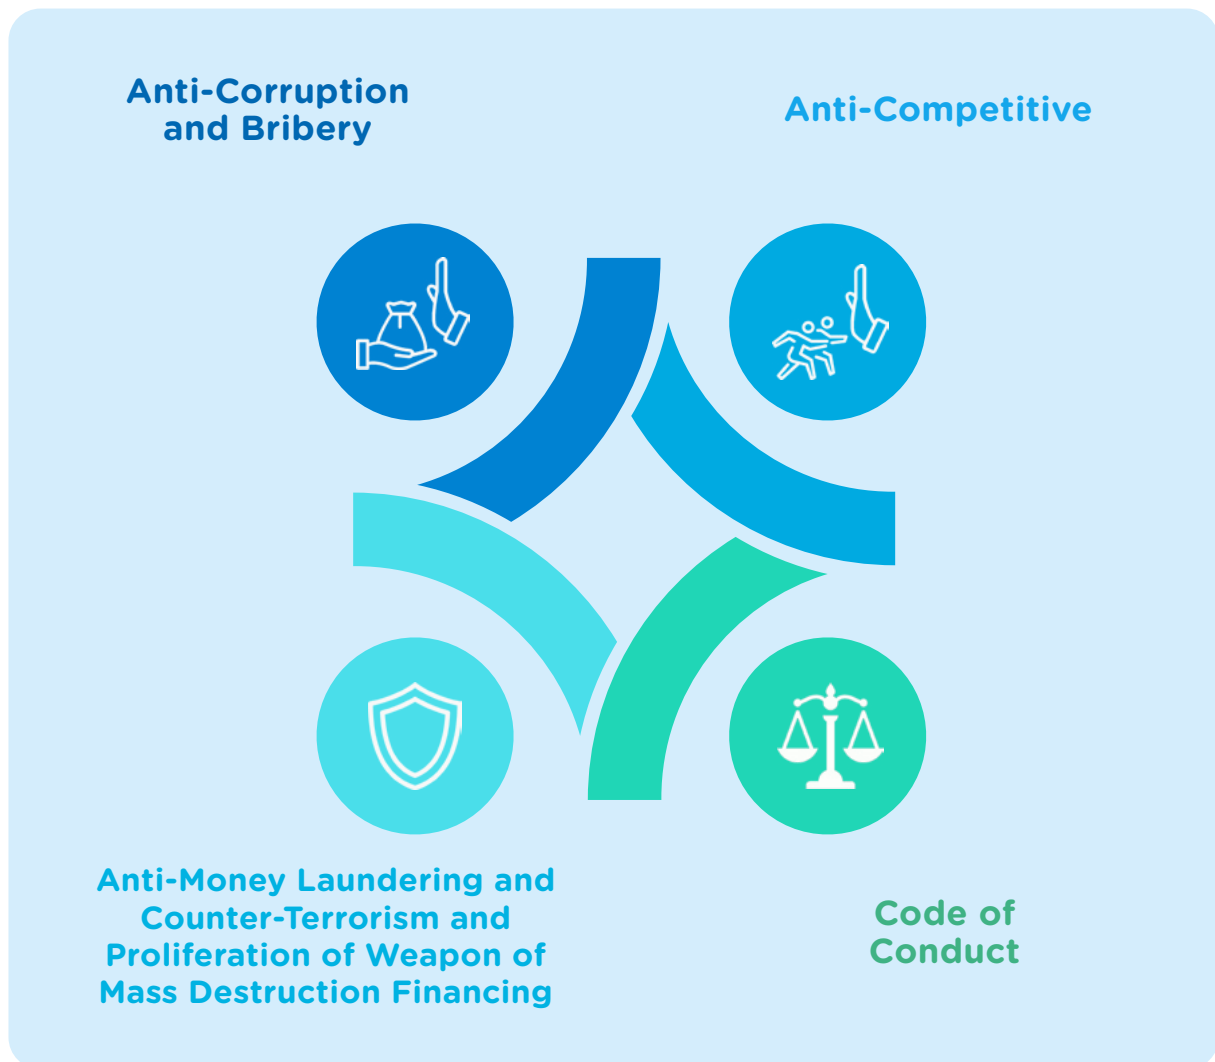 Anti-Corruption
and Bribery
Anti-Competitive
Anti-Money Laundering and
Counter-Terrorism and
Proliferation of Weapon of
Mass Destruction Financing
Code of
Conduct